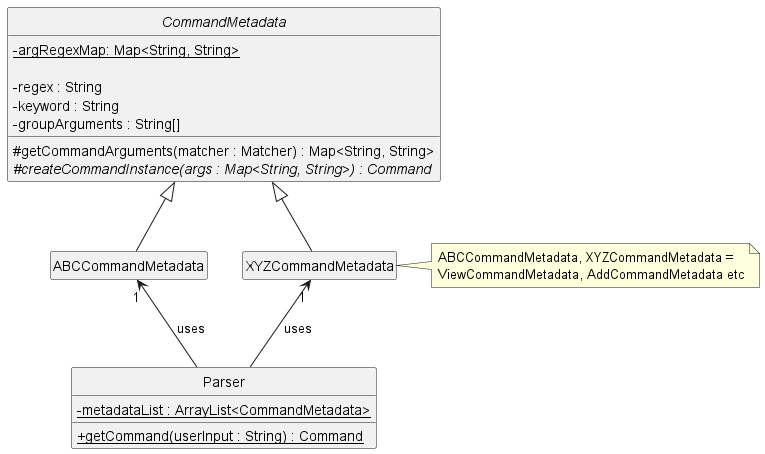 CommandMetadata
-argRegexMap: Map<String, String>
-regex : String
-keyword : String
-groupArguments : String[]
#getCommandArguments(matcher : Matcher) : Map<String, String>
#createCommandInstance(args : Map<String, String>) : Command
ABCCommandMetadata
XYZCommandMetadata
ABCCommandMetadata, XYZCommandMetadata =
ViewCommandMetadata, AddCommandMetadata etc
1
1
uses
uses
Parser
-metadataList : ArrayList<CommandMetadata>
+getCommand(userInput : String) : Command